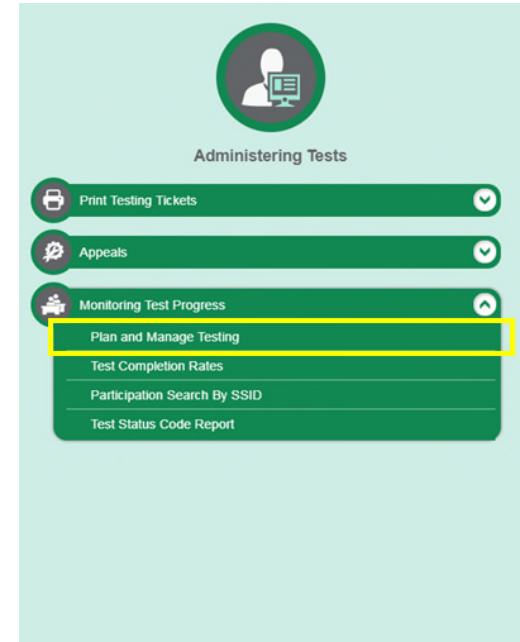 Administering Tests
Print Testing Tickets
Appeals
Monitoring Test Progress
Plan and Manage Testing
Test Completion Rates
Participation Search By SSID
Test Status Code Report